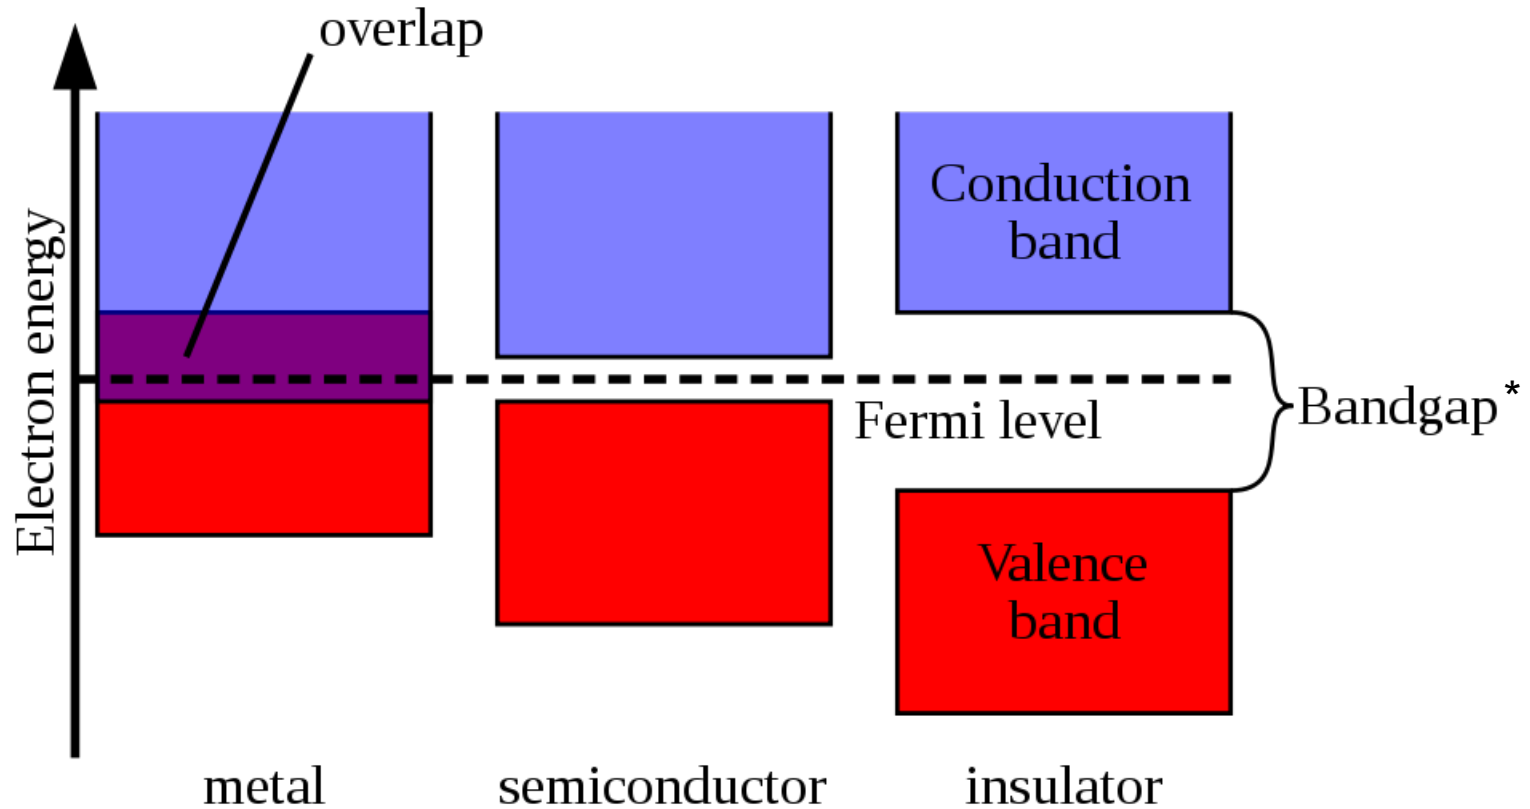 overlap
Electron energy
Conduction
band
Fermi level
Bandgap*
Valence
band
metal
semiconductor
insulator